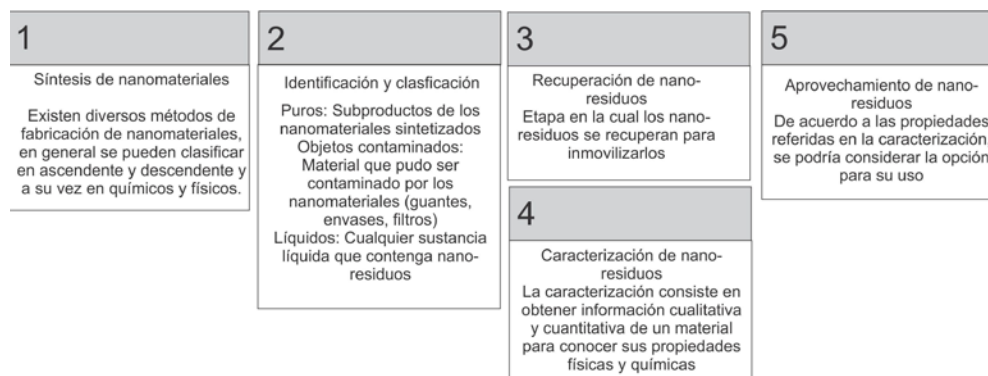 1
Síntesis de nanomateriales
Existen diversos métodos de
fabricación de nanomateriales,
en general se pueden clasificar
en ascendente y descendente y
a su vez en químicos y físicos.
2
Identificación y clasficación
Puros: Subproductos de los
nanomateriales sintetizados
Objetos contaminados:
Material que pudo ser
contaminado por los
nanomateriales (guantes,
envases, filtros)
Líquidos: Cualquier sustancia
líquida que contenga nano-
residuos
3
Recuperación de nano-
residuos
Etapa en la cual los nano-
residuos se recuperan para
inmovilizarlos
4
Caracterización de nano-
residuos
La caracterización consiste en
obtener información cualitativa
y cuantitativa de un material
para conocer sus propiedades
físicas y químicas
5
Aprovechamiento de nano-
residuos
De acuerdo a las propiedades
referidas en la caracterización,
se podría considerar la opción
para su uso